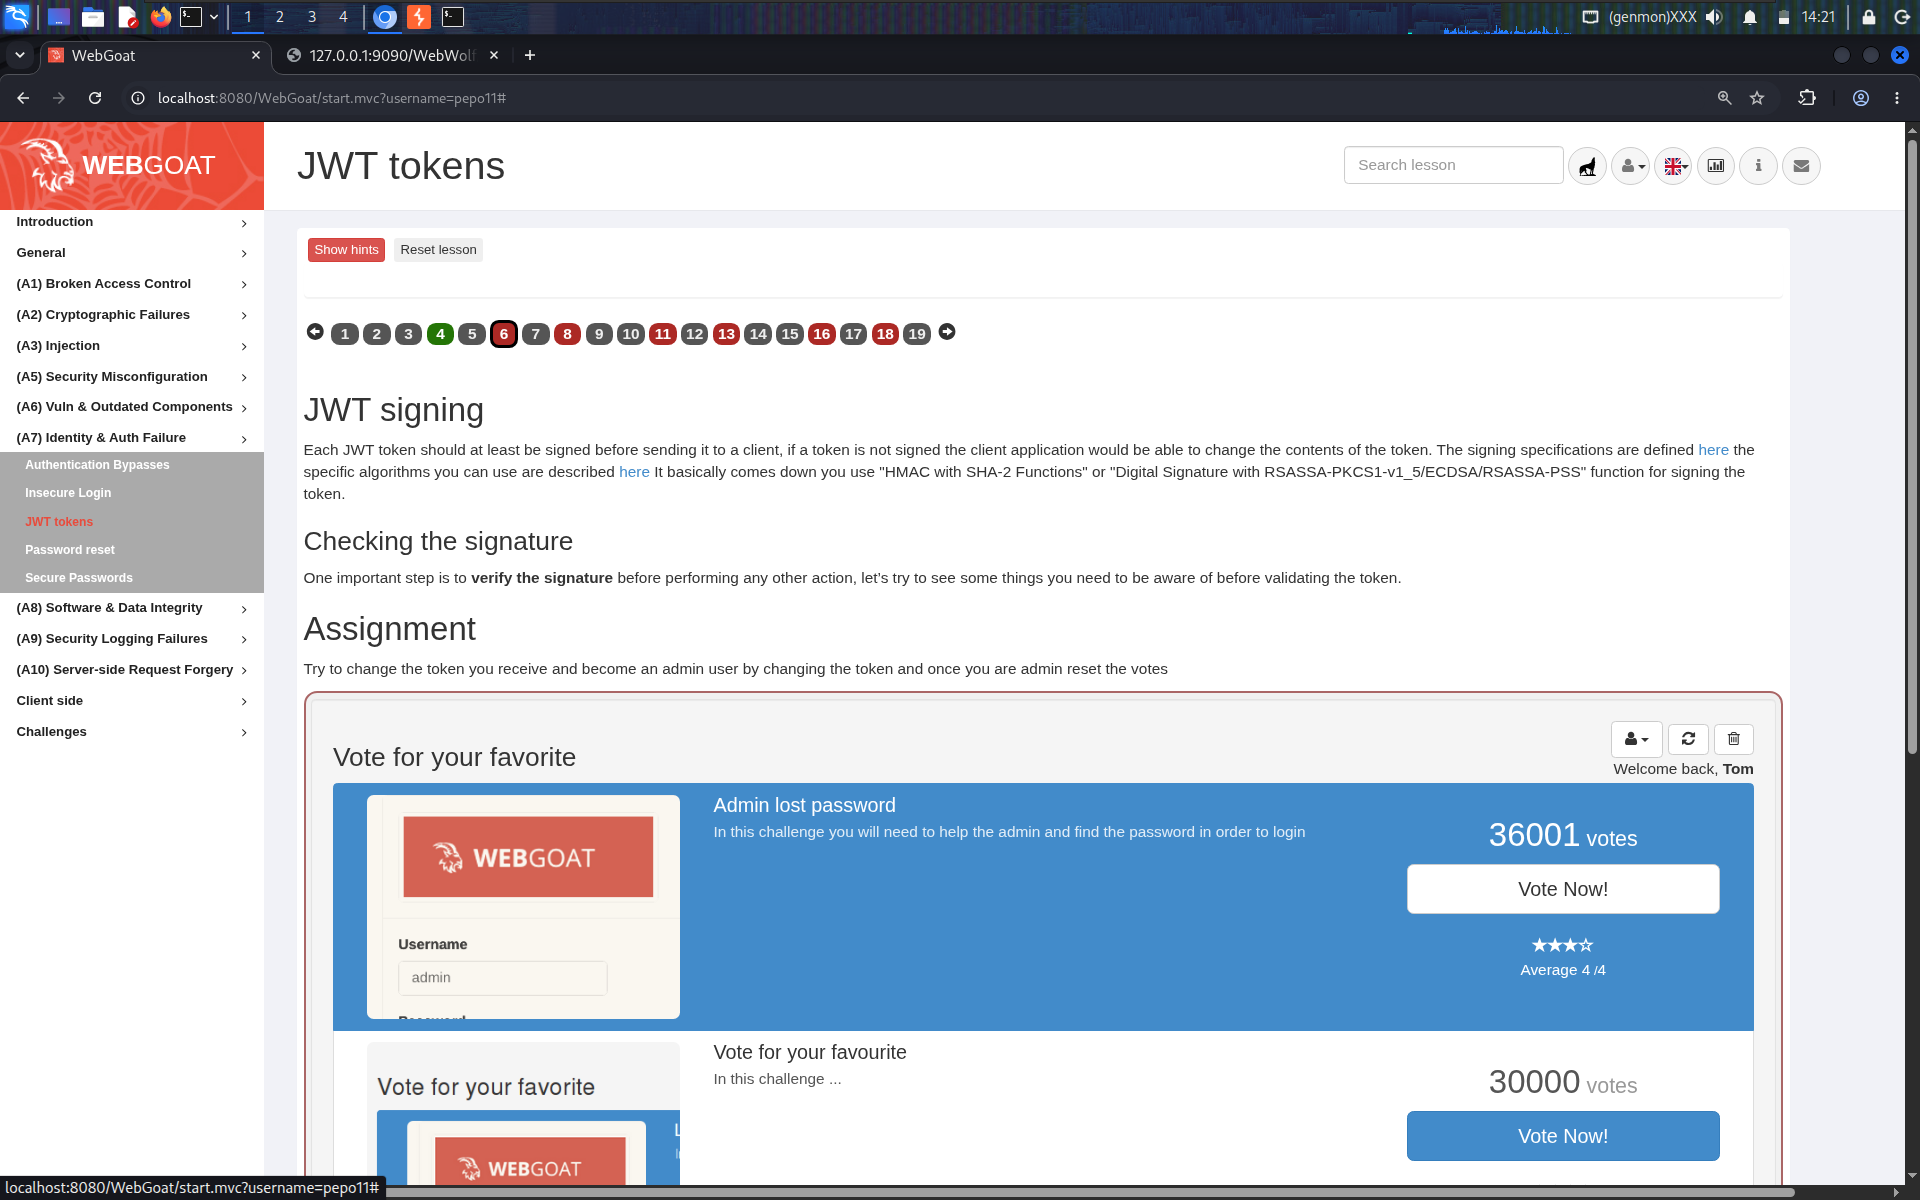 1 2 3 4 (genmon)XXX 14:21
WebGoat 127.0.0.1:9090/WebWolf
localhost:8080/WebGoat/start.mvc?username=pepo11#
WEBGOAT
JWT tokens
Search lesson
Introduction
General
(A1) Broken Access Control
(A2) Cryptographic Failures
(A3) Injection
(A5) Security Misconfiguration
(A6) Vuln & Outdated Components
(A7) Identity & Auth Failure
Authentication Bypasses
Insecure Login
JWT tokens
Password reset
Secure Passwords
(A8) Software & Data Integrity
(A9) Security Logging Failures
(A10) Server-side Request Forgery
Client side
Challenges
Show hints Reset lesson
1 2 3 4 5 6 7 8 9 10 11 12 13 14 15 16 17 18 19
JWT signing
Each JWT token should at least be signed before sending it to a client, if a token is not signed the client application would be able to change the contents of the token. The signing specifications are defined here the
specific algorithms you can use are described here It basically comes down you use "HMAC with SHA-2 Functions" or "Digital Signature with RSASSA-PKCS1-v1_5/ECDSA/RSASSA-PSS" function for signing the
token.
Checking the signature
One important step is to verify the signature before performing any other action, let's try to see some things you need to be aware of before validating the token.
Assignment
Try to change the token you receive and become an admin user by changing the token and once you are admin reset the votes
Vote for your favorite
Welcome back, Tom
WEBGOAT
Username
admin
Password
Admin lost password
In this challenge you will need to help the admin and find the password in order to login
36001 votes
Vote Now!
Average 4 /4
Vote for your favorite
WEBGOAT
Vote for your favourite
In this challenge ...
30000 votes
Vote Now!
localhost:8080/WebGoat/start.mvc?username=pepo11#